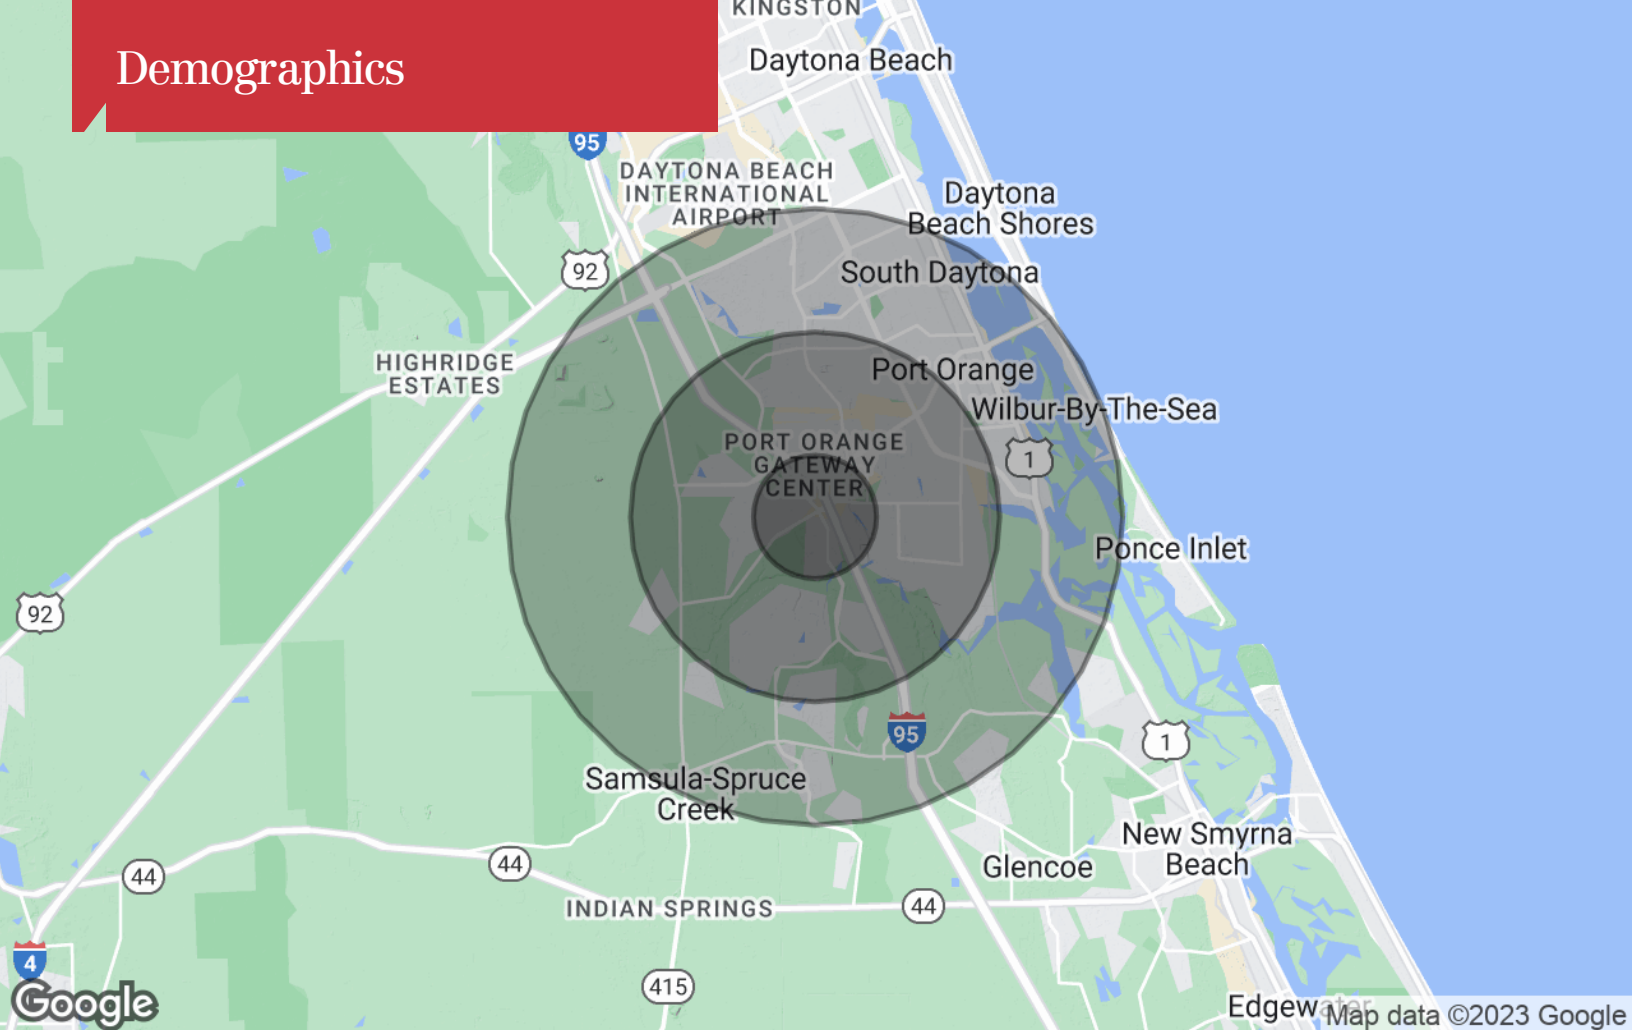 KINGSTON
Demographics
Daytona Beach
95
DAYTONA BEACH
INTERNATIONAL
AIRPORT
Daytona
Beach Shores
92
South Daytona
HIGHRIDGE
ESTATES
Port Orange
Wilbur-By-The-Sea
PORT ORANGE
GATEWAY
CENTER
1
Ponce Inlet
92
95
1
Samsula-Spruce
Creek
New Smyrna
Beach
Glencoe
44
44
INDIAN SPRINGS
44
4
415
Google
Edgewater
Map data ©2023 Google